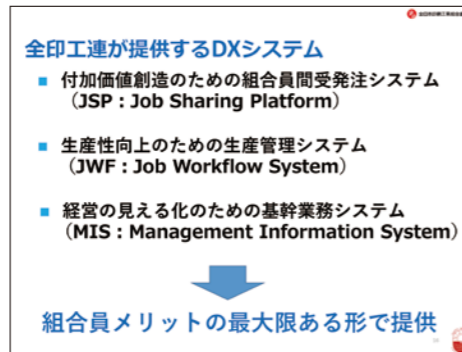 全印工連が提供するDXシステム
■ 付加価値創造のための組合員間受発注システム
（JSP：Job Sharing Platform）
■ 生産性向上のための生産管理システム
（JWF：Job Workflow System）
■ 経営の見える化のための基幹業務システム
（MIS：Management Information System）
組合員メリットの最大限ある形で提供